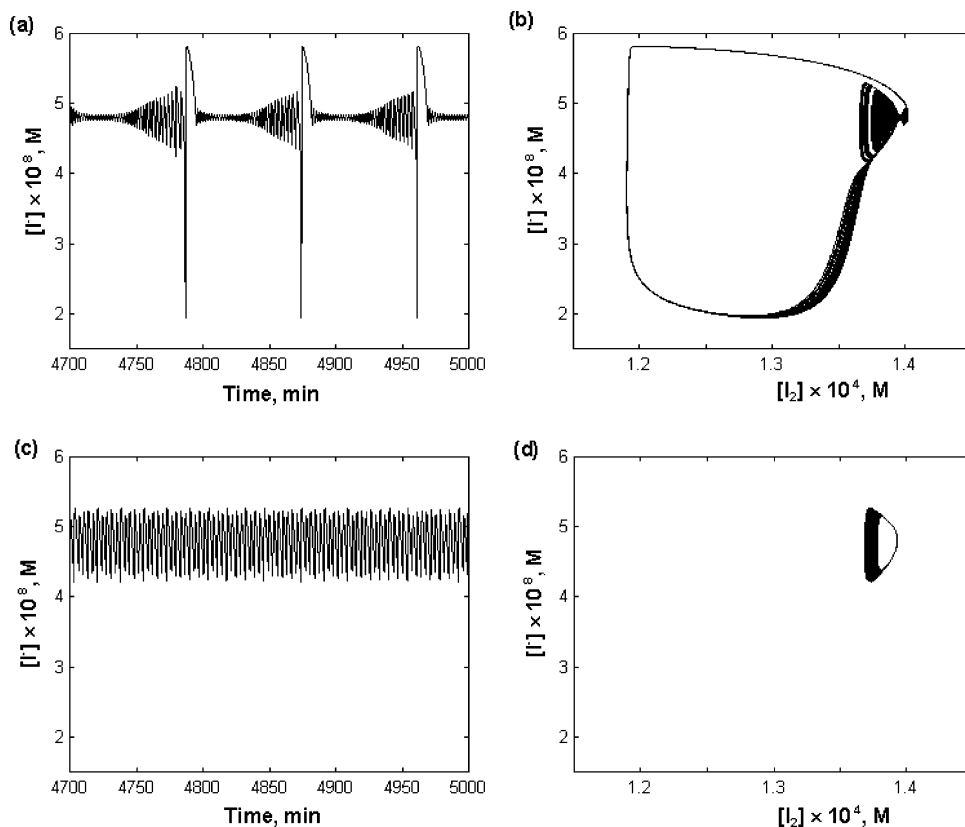 (a)
6
5
4
3
2
[I-] × 10⁸, M
4700 4750 4800 4850 4900 4950 5000
Time, min
(b)
6
5
4
3
2
[I-] × 10⁸, M
1.2 1.3 1.4
[I₂] × 10⁴, M
(c)
6
5
4
3
2
[I-] × 10⁸, M
4700 4750 4800 4850 4900 4950 5000
Time, min
(d)
6
5
4
3
2
[I-] × 10⁸, M
1.2 1.3 1.4
[I₂] × 10⁴, M